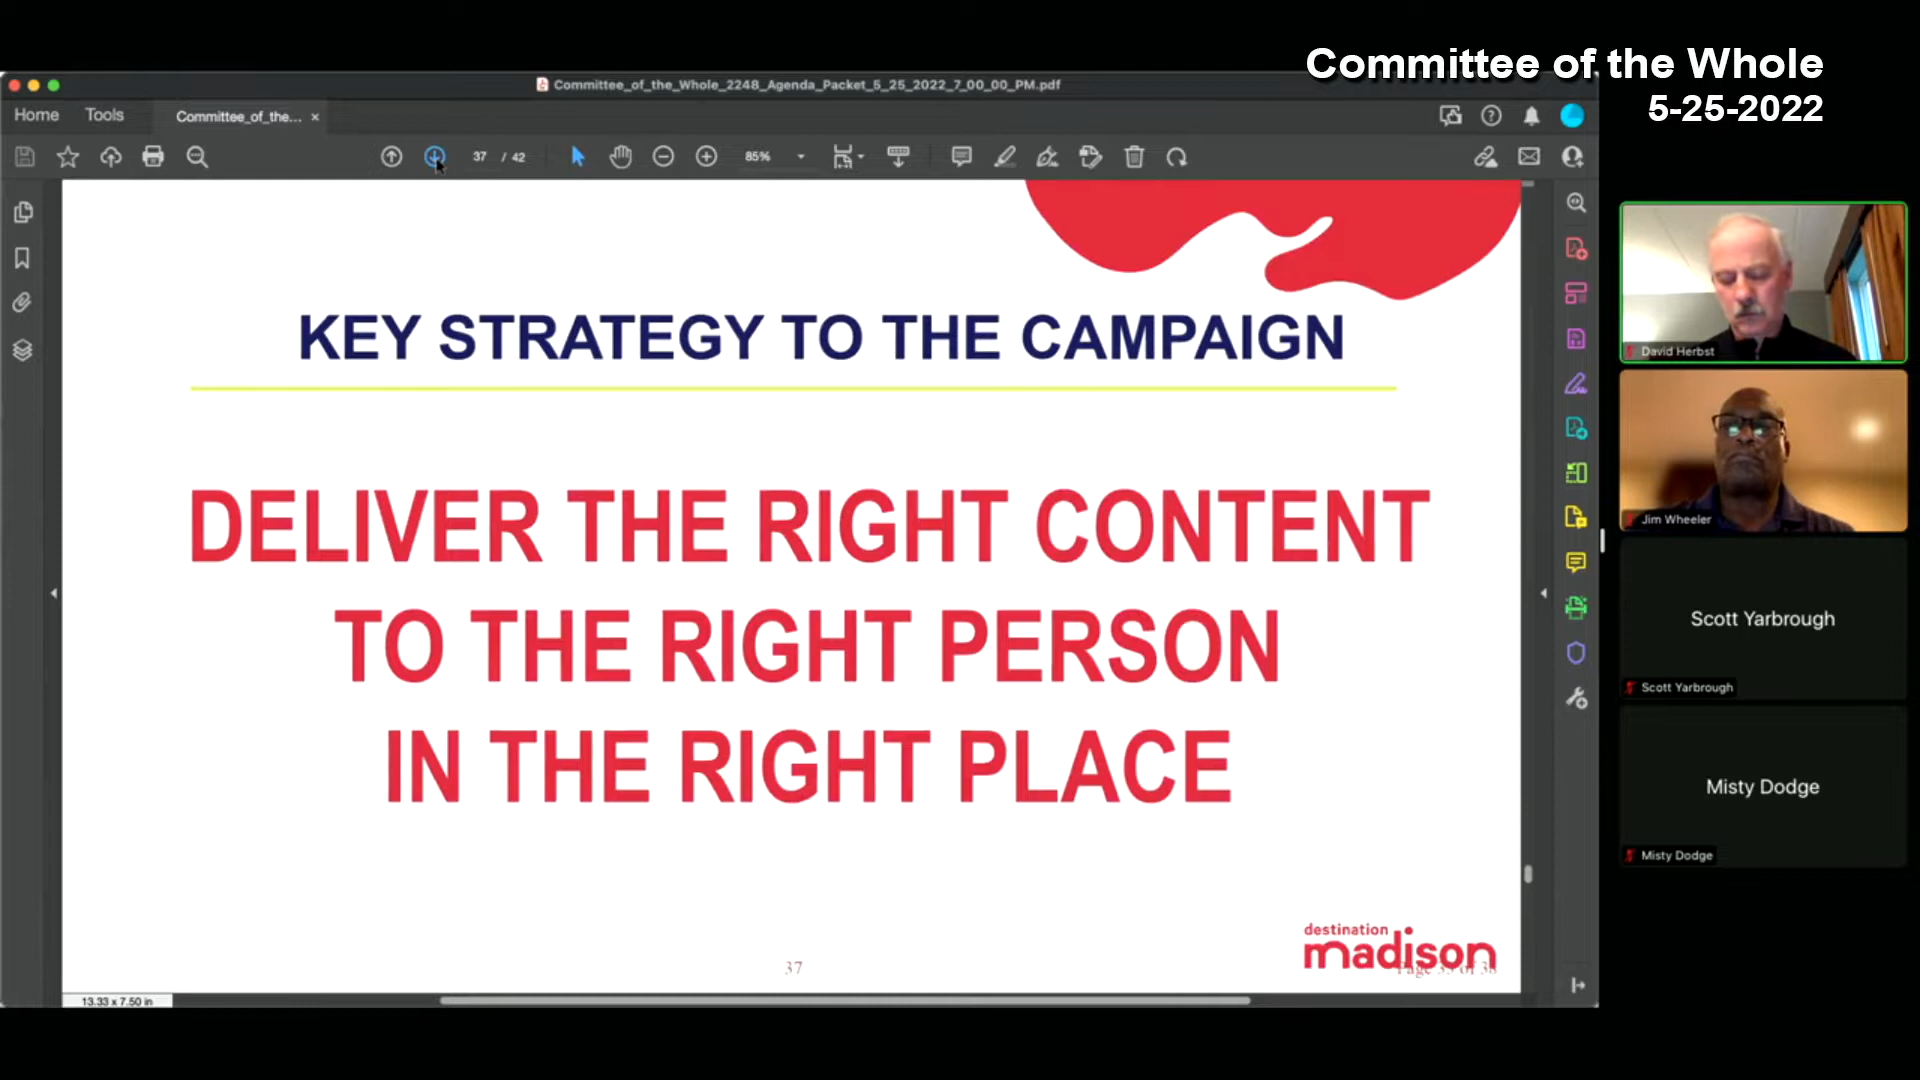 Committee of the Whole
5-25-2022
Committee_of_the_Whole_2248_Agenda_Packet_5_25_2022_7_00_00_PM.pdf
Home
Tools
Committee_of_the...
37 / 42
85%
KEY STRATEGY TO THE CAMPAIGN
DELIVER THE RIGHT CONTENT
TO THE RIGHT PERSON
IN THE RIGHT PLACE
destination
madison
37
13.33 x 7.50 in
David Herbst
Jim Wheeler
Scott Yarbrough
Scott Yarbrough
Misty Dodge
Misty Dodge